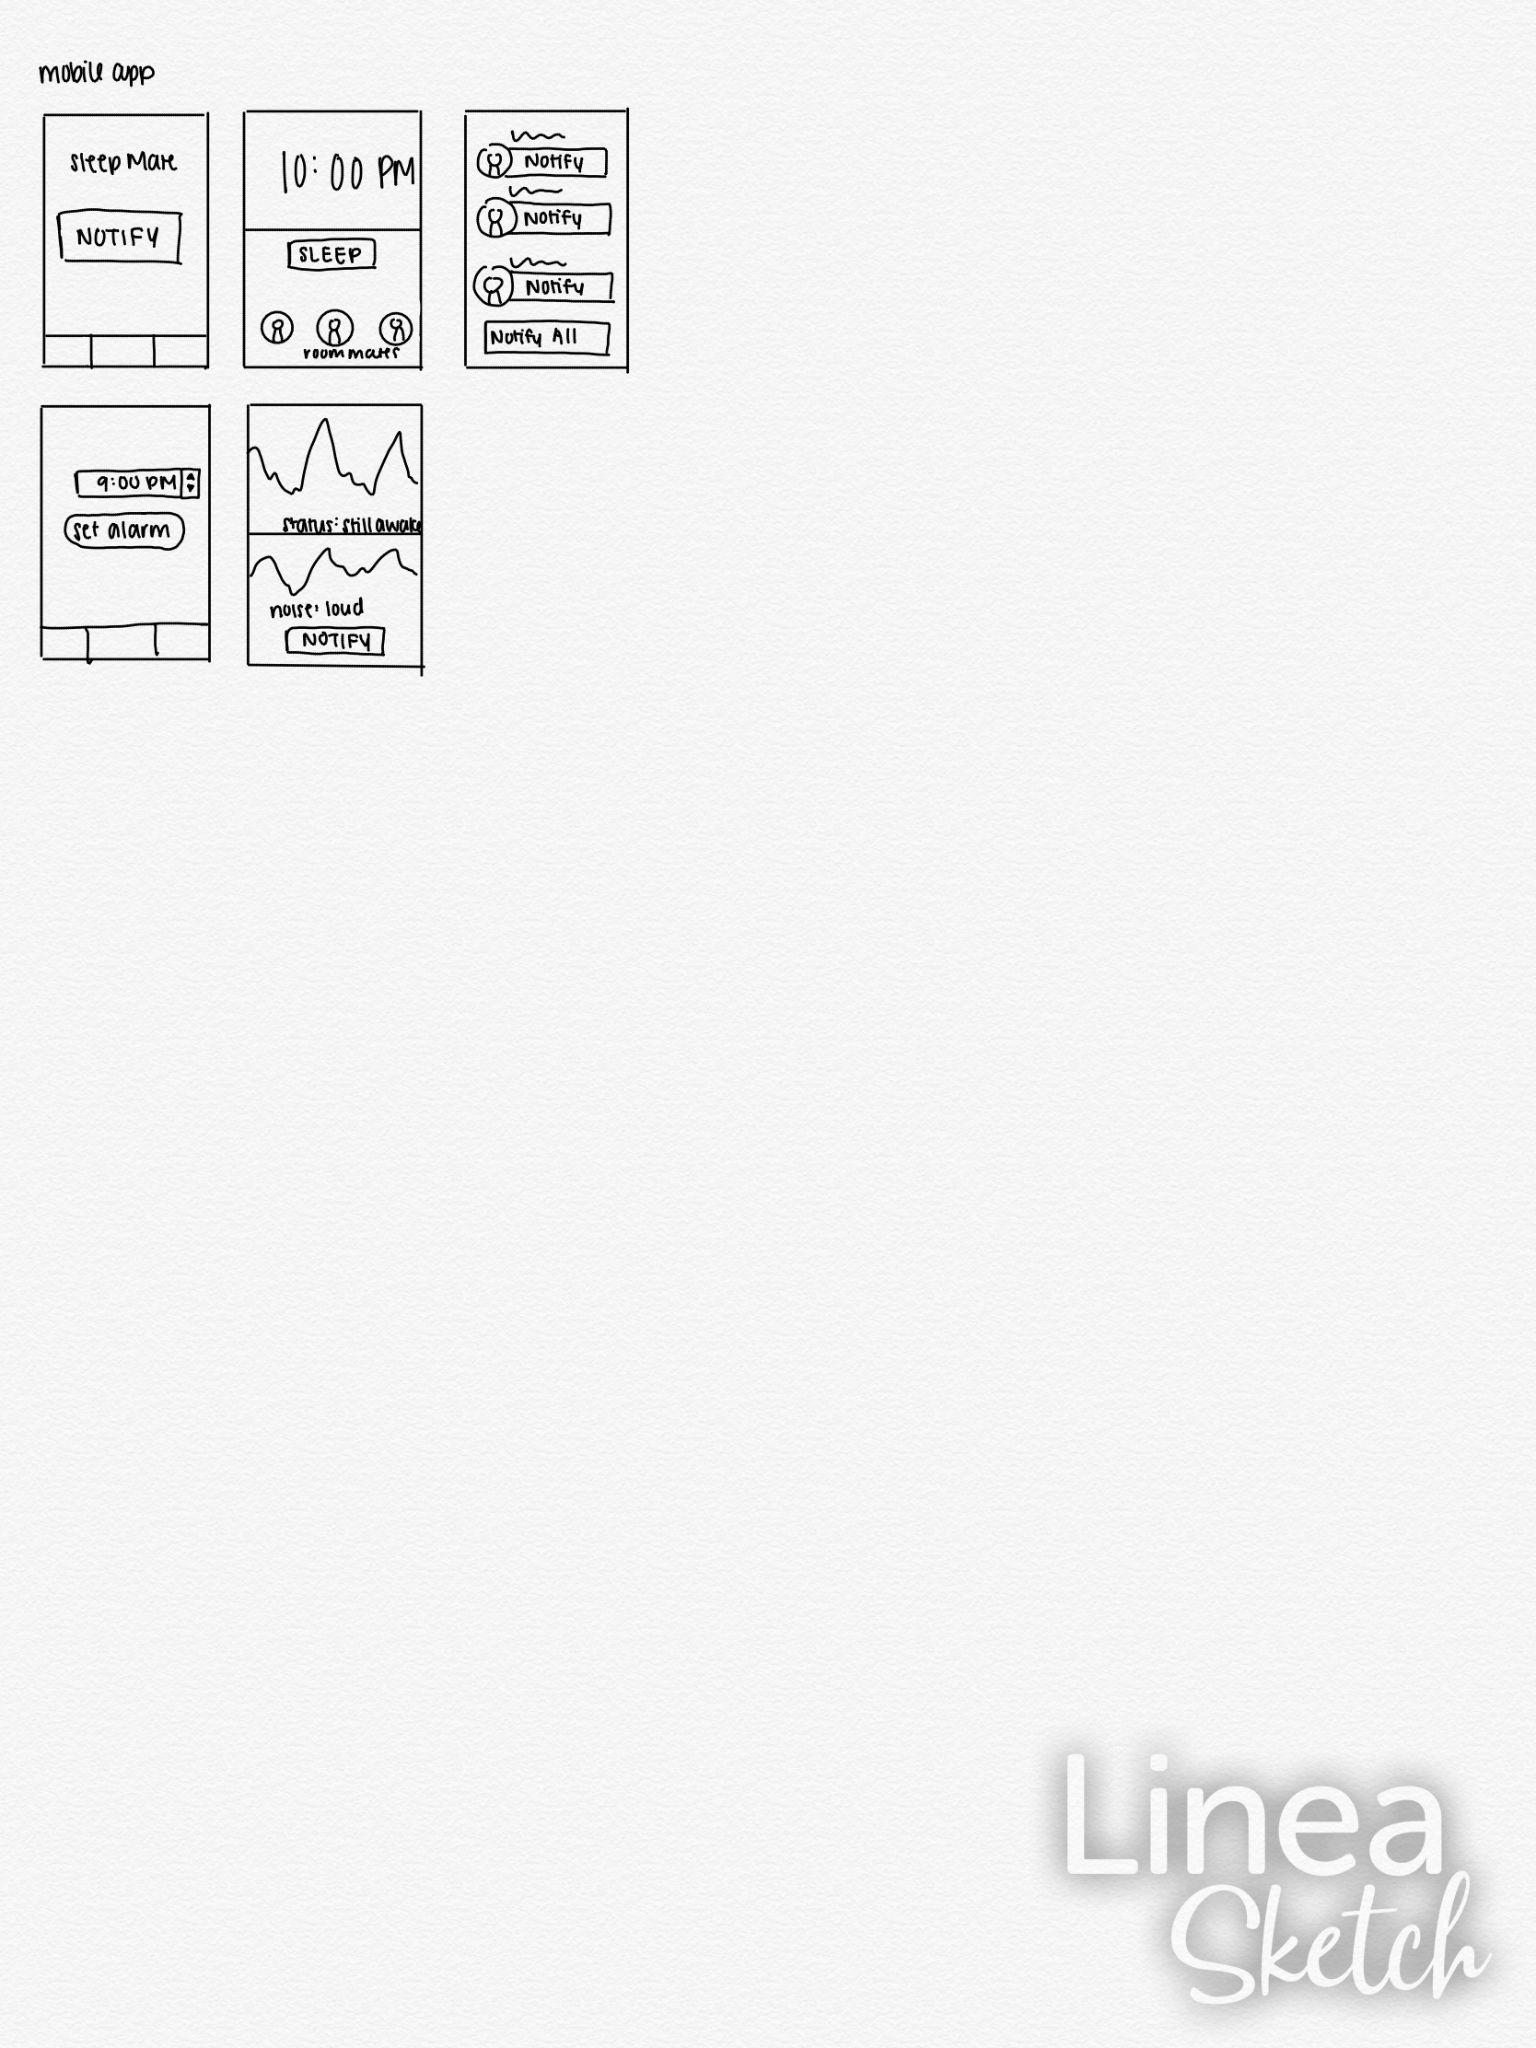 mobile app
sleep Mate
NOTIFY
10:00 PM
SLEEP
roommates
NOTIFY
Notify
Notify
Notify All
9:00 PM
set alarm
status: still awake
noise: loud
NOTIFY
Linea
Sketch